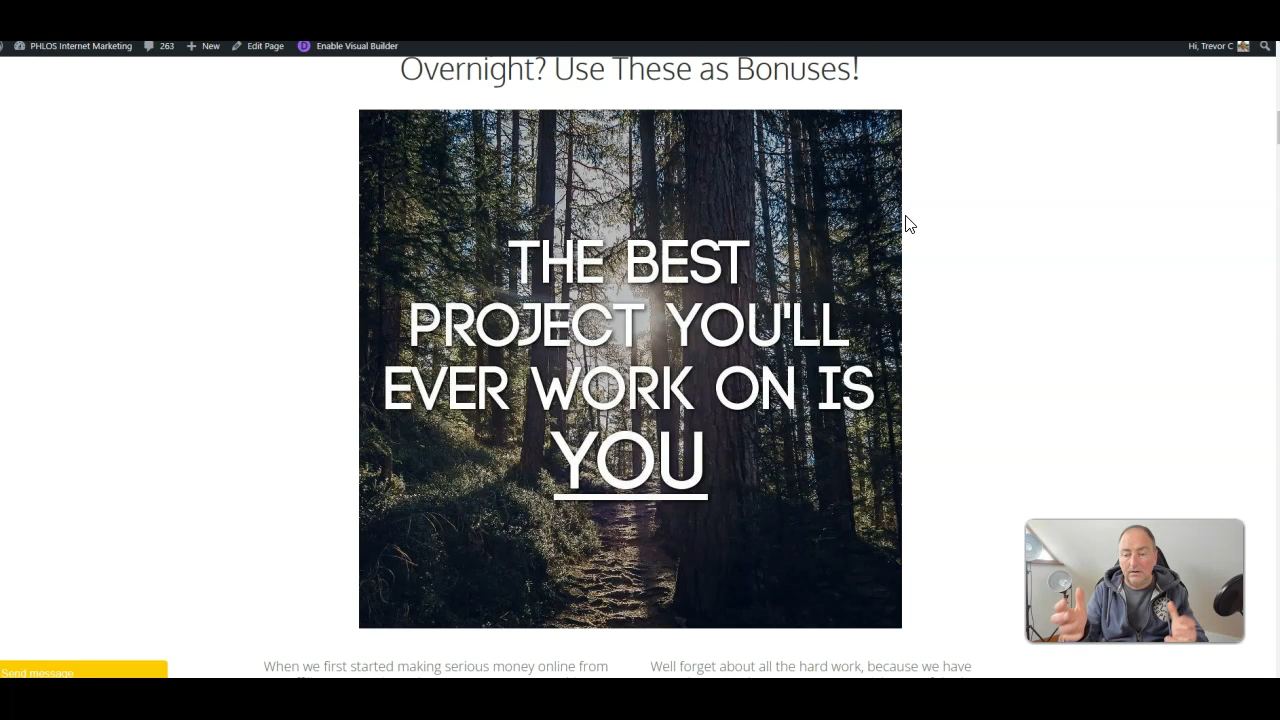 PHLOS Internet Marketing 263 New Edit Page D Enable Visual Builder Hi, Trevor C
Overnight? Use These as Bonuses!
THE BEST
PROJECT YOU'LL
EVER WORK ON IS
YOU
When we first started making serious money online from
Well forget about all the hard work, because we have
Send message